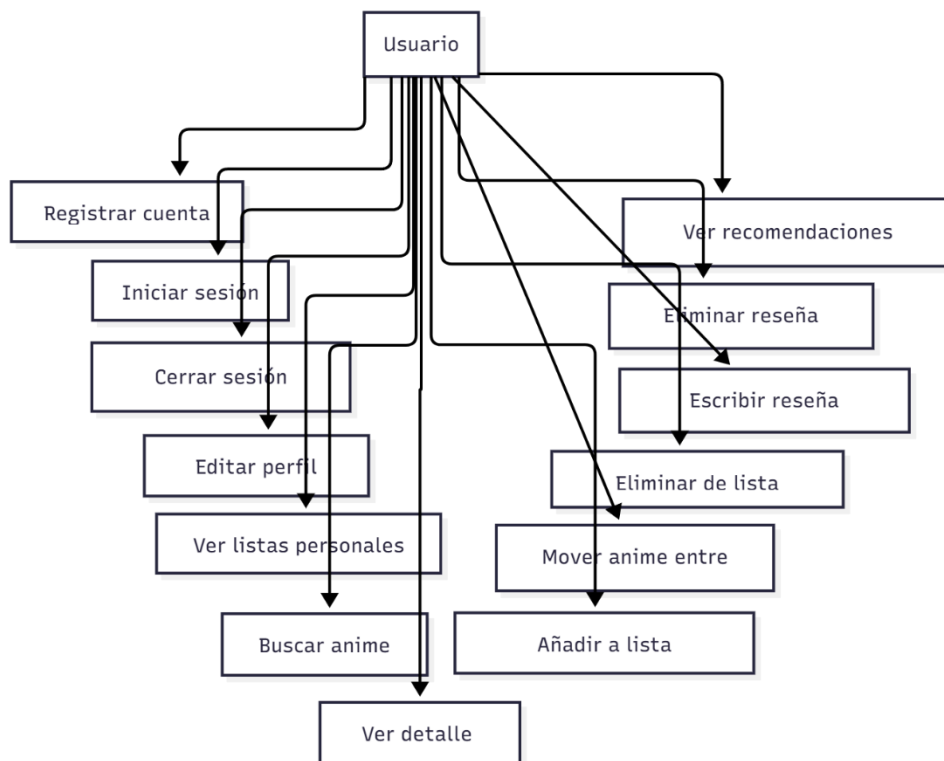 Usuario
Registrar cuenta
Ver recomendaciones
Iniciar sesión
Eliminar reseña
Cerrar sesión
Escribir reseña
Editar perfil
Eliminar de lista
Ver listas personales
Mover anime entre
Buscar anime
Añadir a lista
Ver detalle